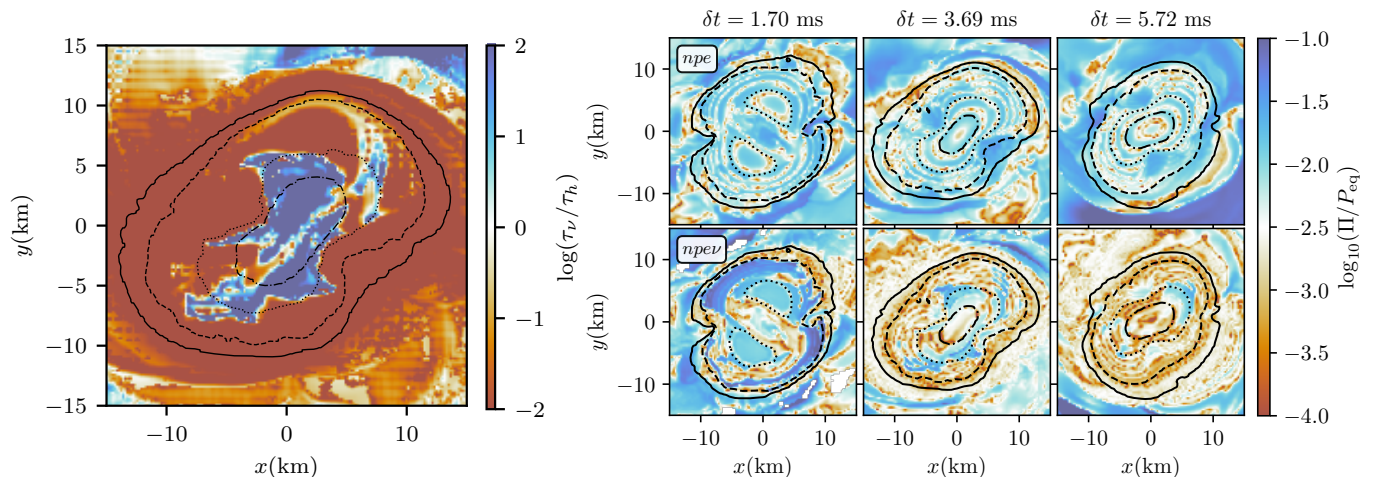 15
10
5
0
−5
−10
−15
y(km)
−10
0
10
x(km)
2
1
0
−1
−2
log(τν/τh)
δt = 1.70 ms
δt = 3.69 ms
δt = 5.72 ms
npe
10
0
−10
y(km)
npeν
10
0
−10
y(km)
−10
0
10
−10
0
10
−10
0
10
x(km)
x(km)
x(km)
−1.0
−1.5
−2.0
−2.5
−3.0
−3.5
−4.0
log₁₀(Π/Peq)